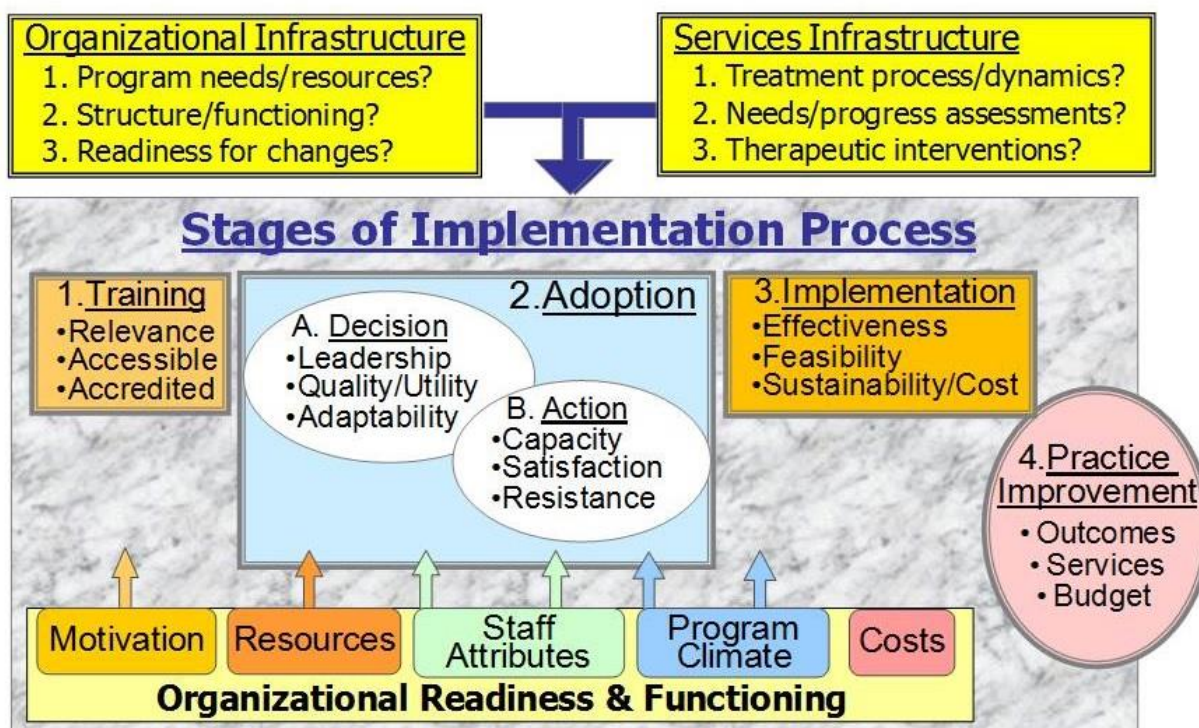 Organizational Infrastructure
1. Program needs/resources?
2. Structure/functioning?
3. Readiness for changes?
Services Infrastructure
1. Treatment process/dynamics?
2. Needs/progress assessments?
3. Therapeutic interventions?
Stages of Implementation Process
1.Training
•Relevance
•Accessible
•Accredited
2.Adoption
A. Decision
•Leadership
•Quality/Utility
•Adaptability
B. Action
•Capacity
•Satisfaction
•Resistance
3.Implementation
•Effectiveness
•Feasibility
•Sustainability/Cost
4.Practice
Improvement
• Outcomes
• Services
• Budget
Motivation
Resources
Staff
Attributes
Program
Climate
Costs
Organizational Readiness & Functioning